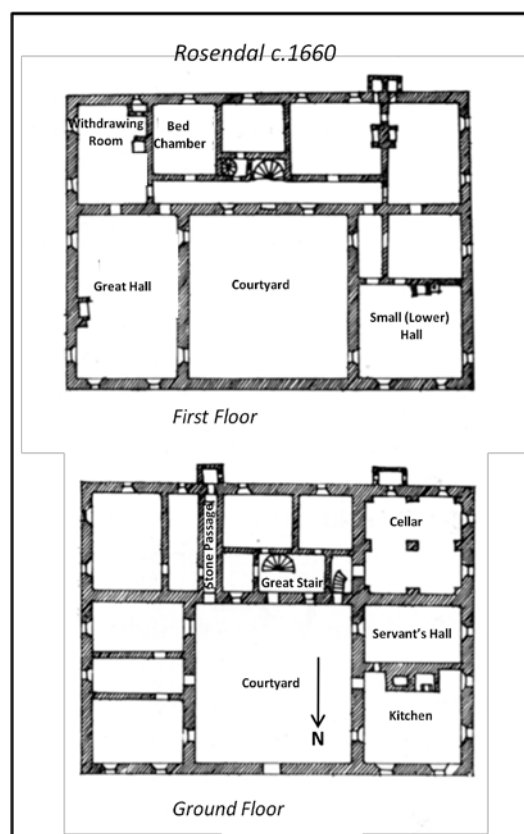 Rosendal c.1660
Withdrawing
Room
Bed
Chamber
Great Hall
Courtyard
Small (Lower)
Hall
First Floor
Stone Passage
Great Stair
Cellar
Servant's Hall
Courtyard
N
Kitchen
Ground Floor